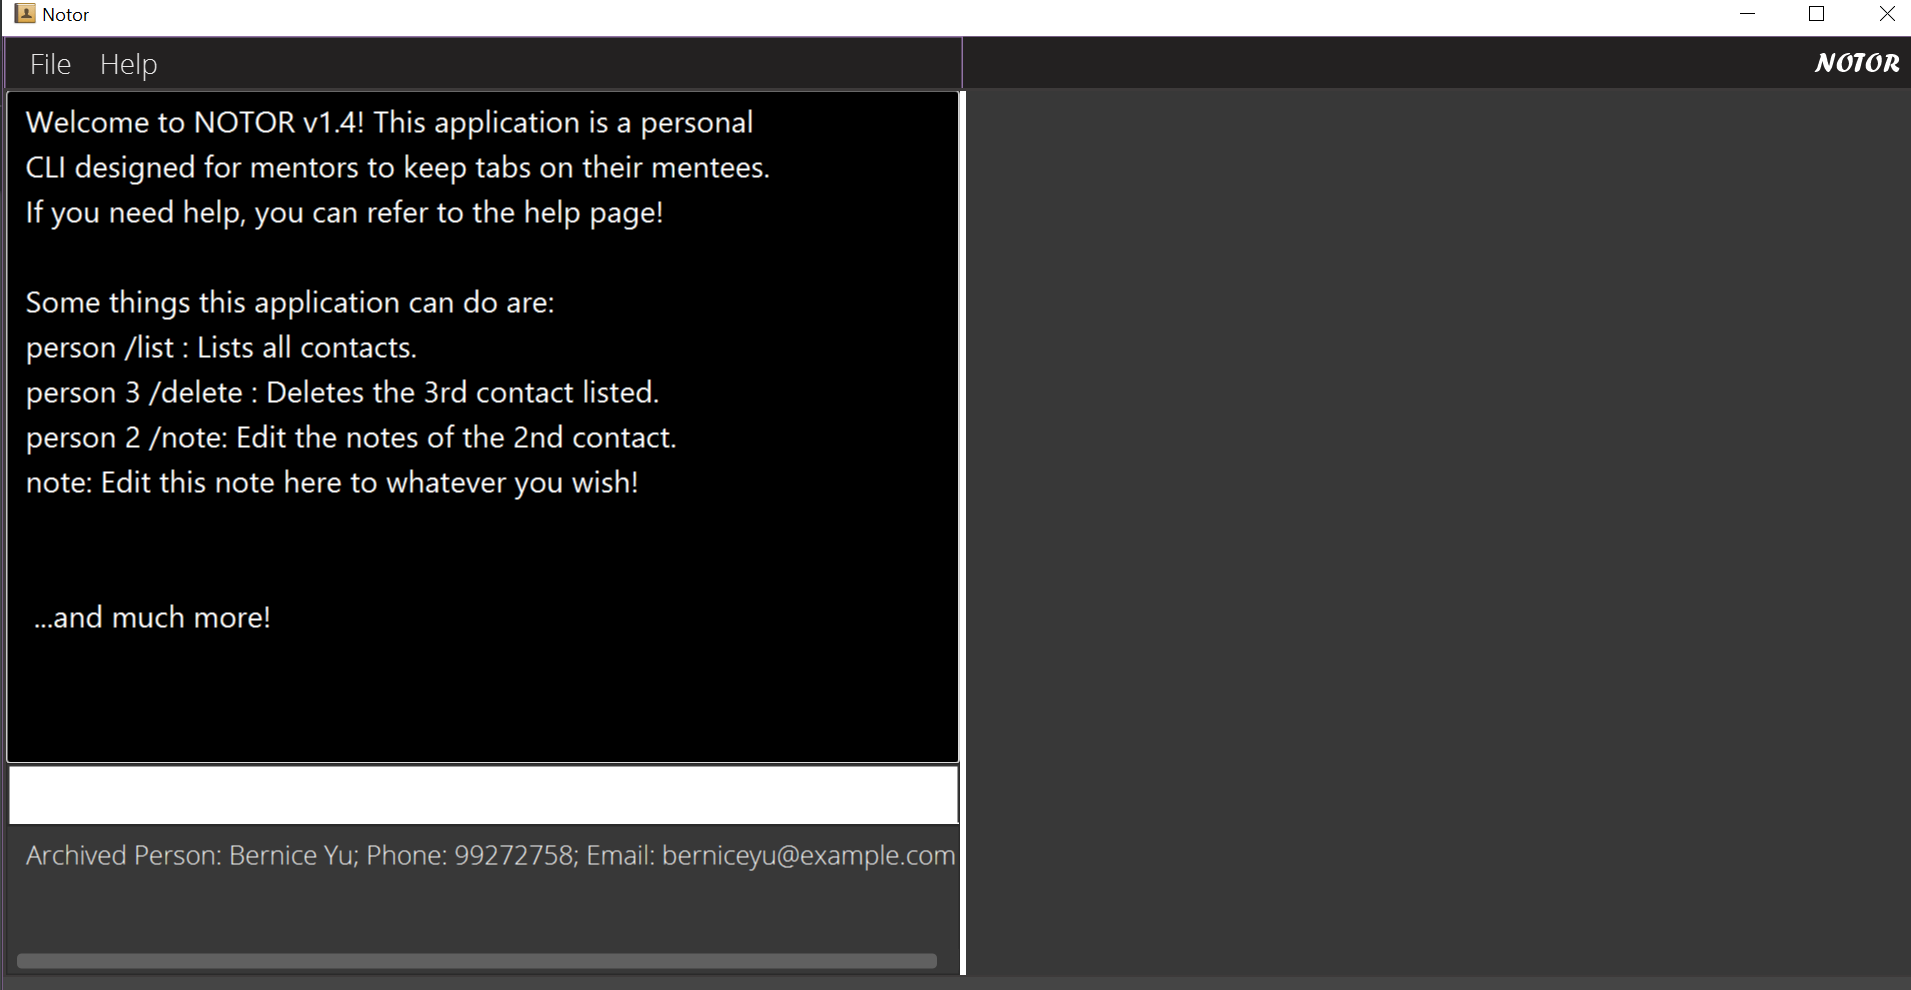 Notor
File Help
NOTOR
Welcome to NOTOR v1.4! This application is a personal
CLI designed for mentors to keep tabs on their mentees.
If you need help, you can refer to the help page!
Some things this application can do are:
person /list : Lists all contacts.
person 3 /delete : Deletes the 3rd contact listed.
person 2 /note: Edit the notes of the 2nd contact.
note: Edit this note here to whatever you wish!
...and much more!
Archived Person: Bernice Yu; Phone: 99272758; Email: berniceyu@example.com